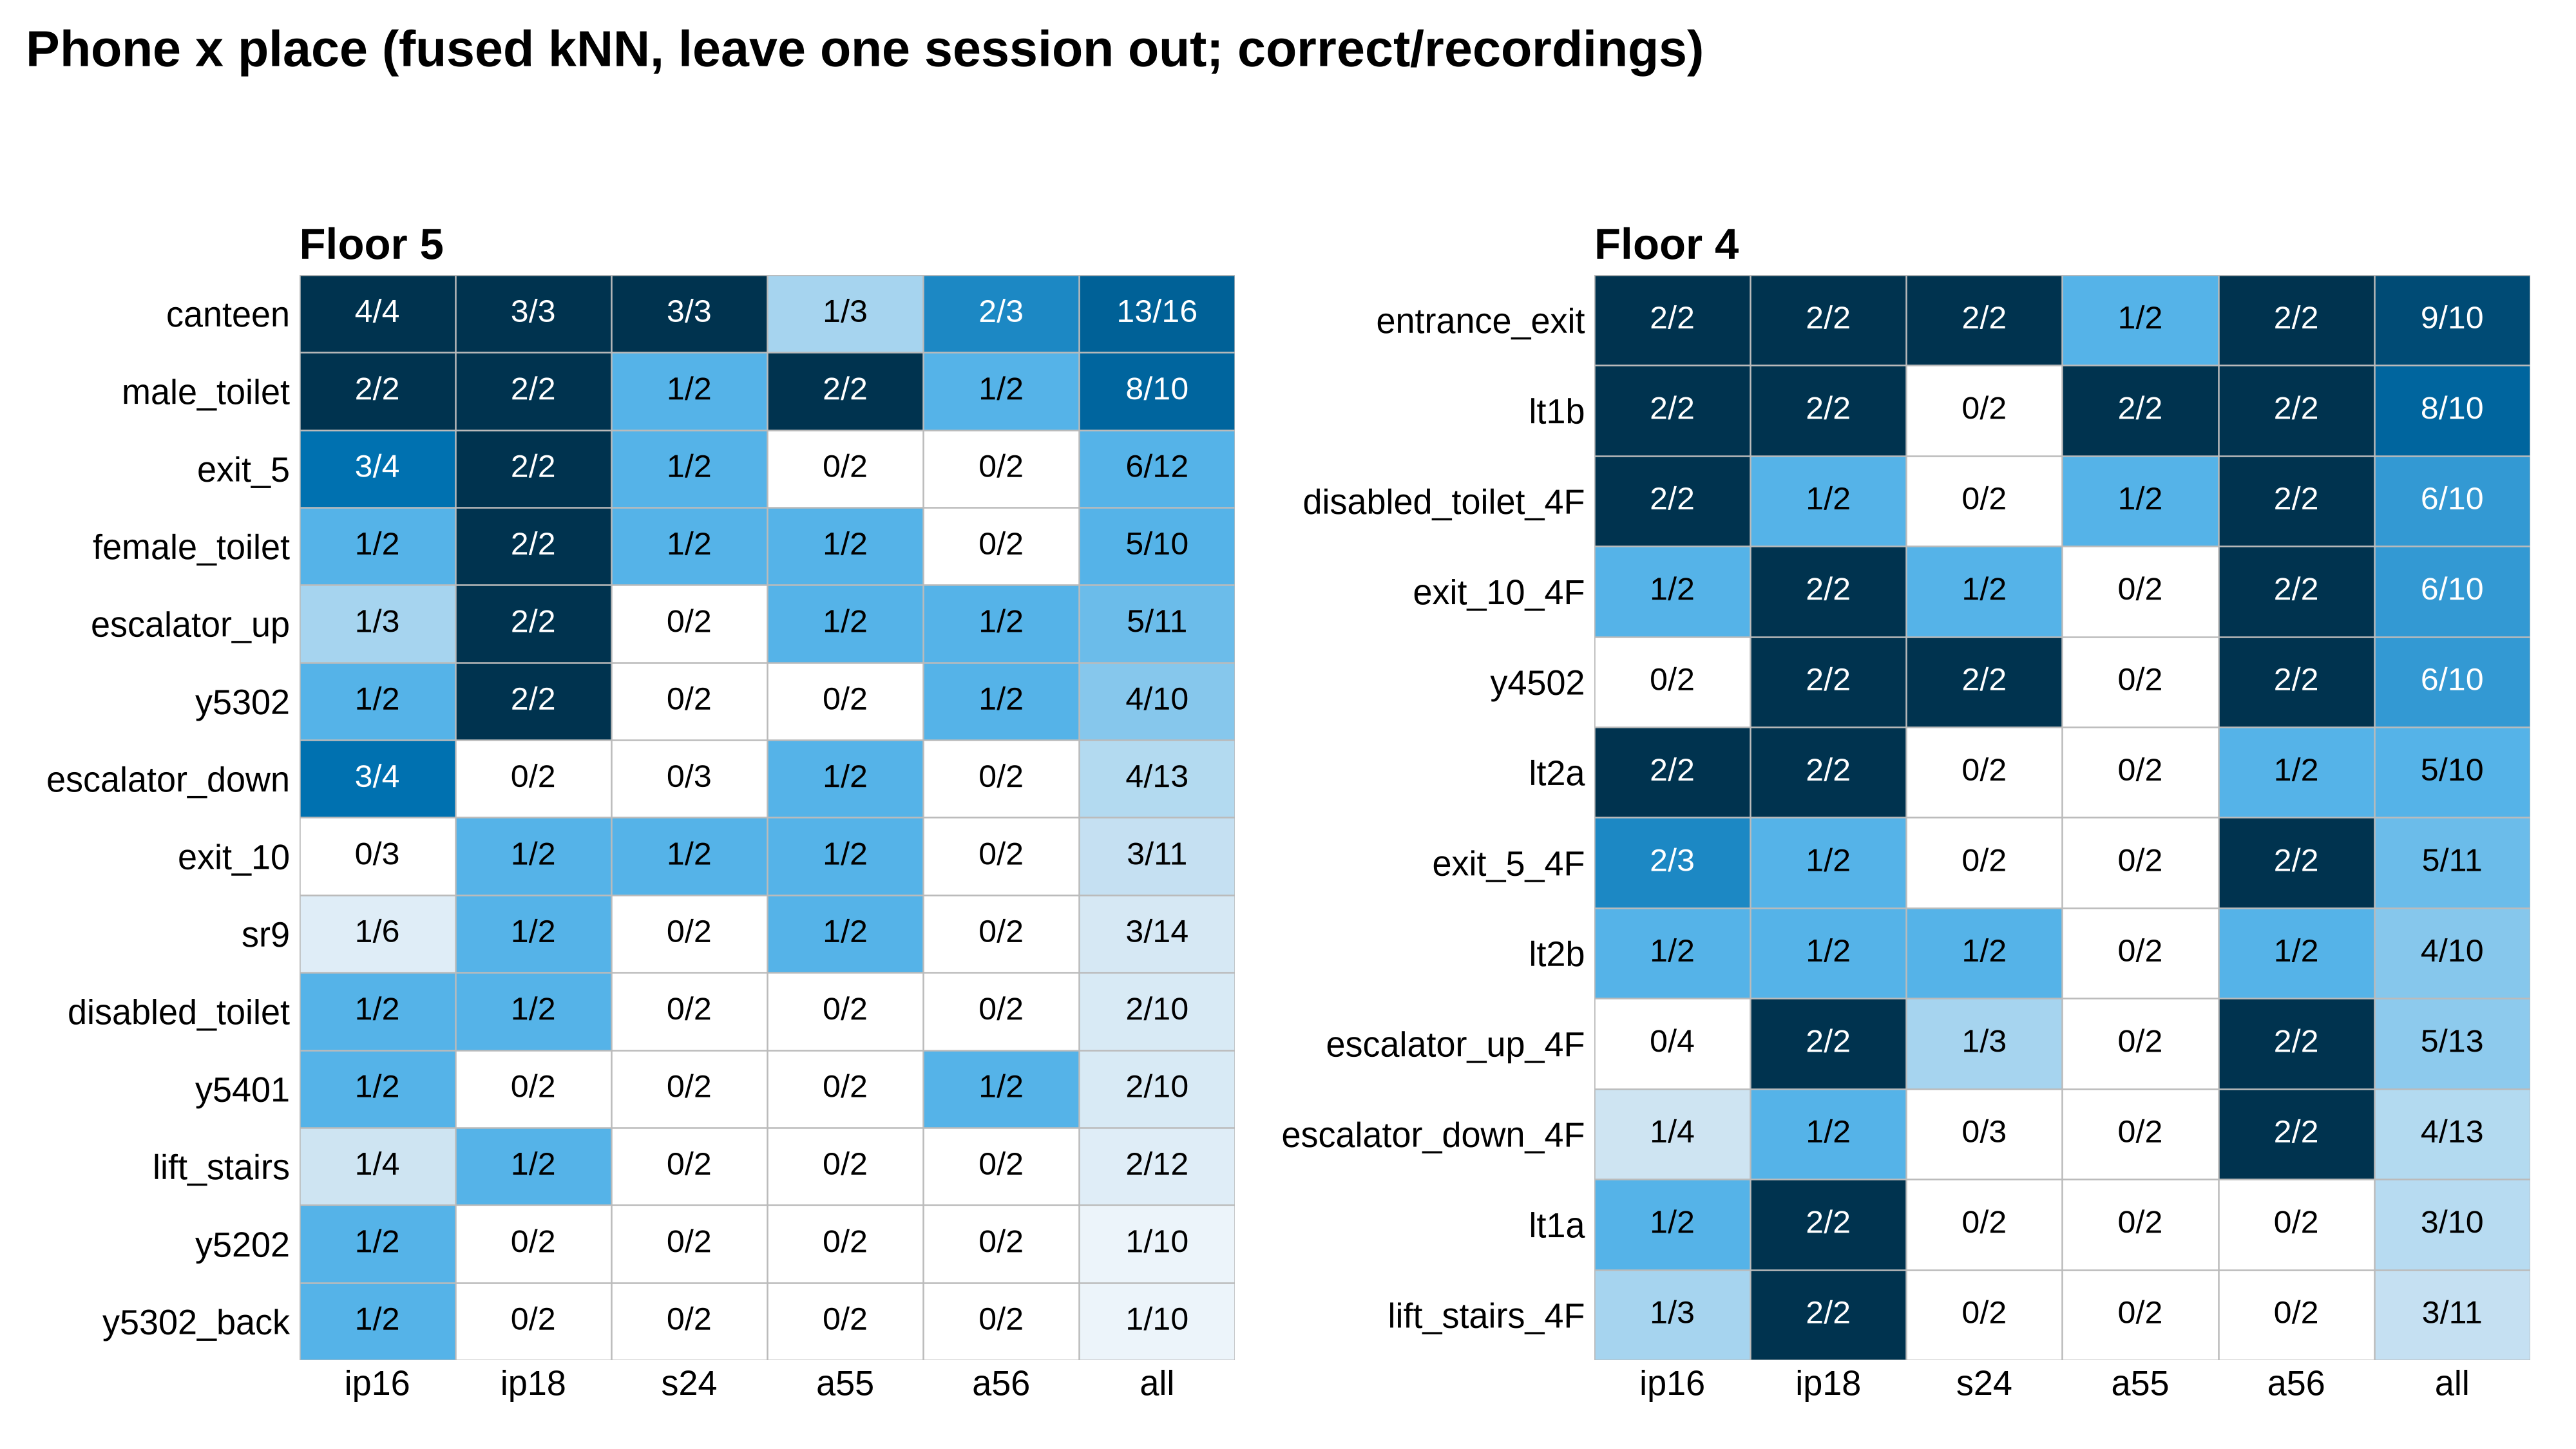 Phone x place (fused kNN, leave one session out; correct/recordings)
Floor 5
canteen 4/4 3/3 3/3 1/3 2/3 13/16
male_toilet 2/2 2/2 1/2 2/2 1/2 8/10
exit_5 3/4 2/2 1/2 0/2 0/2 6/12
female_toilet 1/2 2/2 1/2 1/2 0/2 5/10
escalator_up 1/3 2/2 0/2 1/2 1/2 5/11
y5302 1/2 2/2 0/2 0/2 1/2 4/10
escalator_down 3/4 0/2 0/3 1/2 0/2 4/13
exit_10 0/3 1/2 1/2 1/2 0/2 3/11
sr9 1/6 1/2 0/2 1/2 0/2 3/14
disabled_toilet 1/2 1/2 0/2 0/2 0/2 2/10
y5401 1/2 0/2 0/2 0/2 1/2 2/10
lift_stairs 1/4 1/2 0/2 0/2 0/2 2/12
y5202 1/2 0/2 0/2 0/2 0/2 1/10
y5302_back 1/2 0/2 0/2 0/2 0/2 1/10
ip16 ip18 s24 a55 a56 all
Floor 4
entrance_exit 2/2 2/2 2/2 1/2 2/2 9/10
lt1b 2/2 2/2 0/2 2/2 2/2 8/10
disabled_toilet_4F 2/2 1/2 0/2 1/2 2/2 6/10
exit_10_4F 1/2 2/2 1/2 0/2 2/2 6/10
y4502 0/2 2/2 2/2 0/2 2/2 6/10
lt2a 2/2 2/2 0/2 0/2 1/2 5/10
exit_5_4F 2/3 1/2 0/2 0/2 2/2 5/11
lt2b 1/2 1/2 1/2 0/2 1/2 4/10
escalator_up_4F 0/4 2/2 1/3 0/2 2/2 5/13
escalator_down_4F 1/4 1/2 0/3 0/2 2/2 4/13
lt1a 1/2 2/2 0/2 0/2 0/2 3/10
lift_stairs_4F 1/3 2/2 0/2 0/2 0/2 3/11
ip16 ip18 s24 a55 a56 all